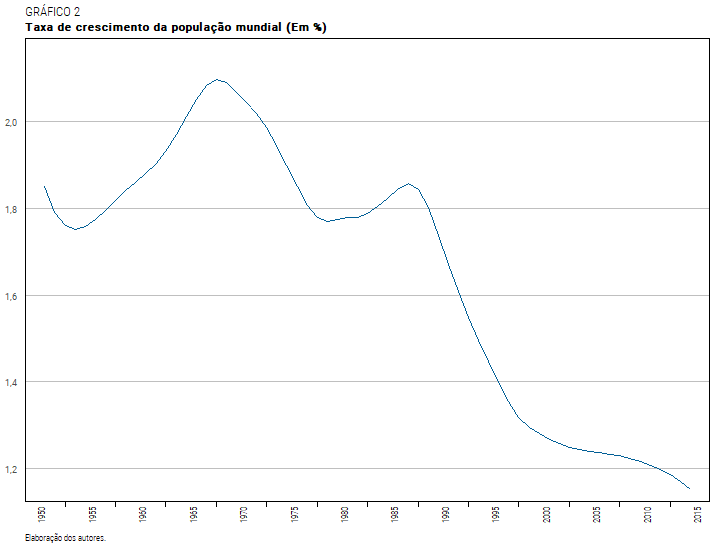 GRÁFICO 2
Taxa de crescimento da população mundial (Em %)
2,0
1,8
1,6
1,4
1,2
1950 1955 1960 1965 1970 1975 1980 1985 1990 1995 2000 2005 2010 2015
Elaboração dos autores.